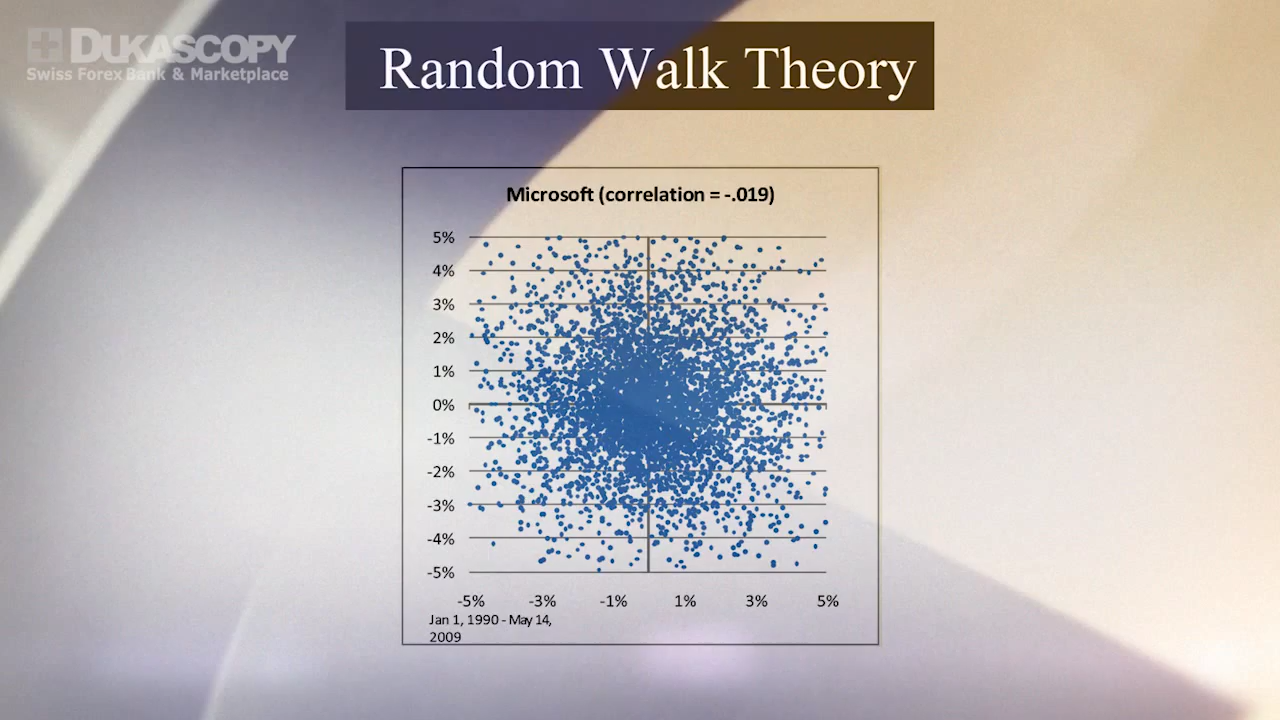 DUKASCOPY
Swiss Forex Bank & Marketplace
Random Walk Theory
Microsoft (correlation = -.019)
5%
4%
3%
2%
1%
0%
-1%
-2%
-3%
-4%
-5%
-5% -3% -1% 1% 3% 5%
Jan 1, 1990 - May 14,
2009